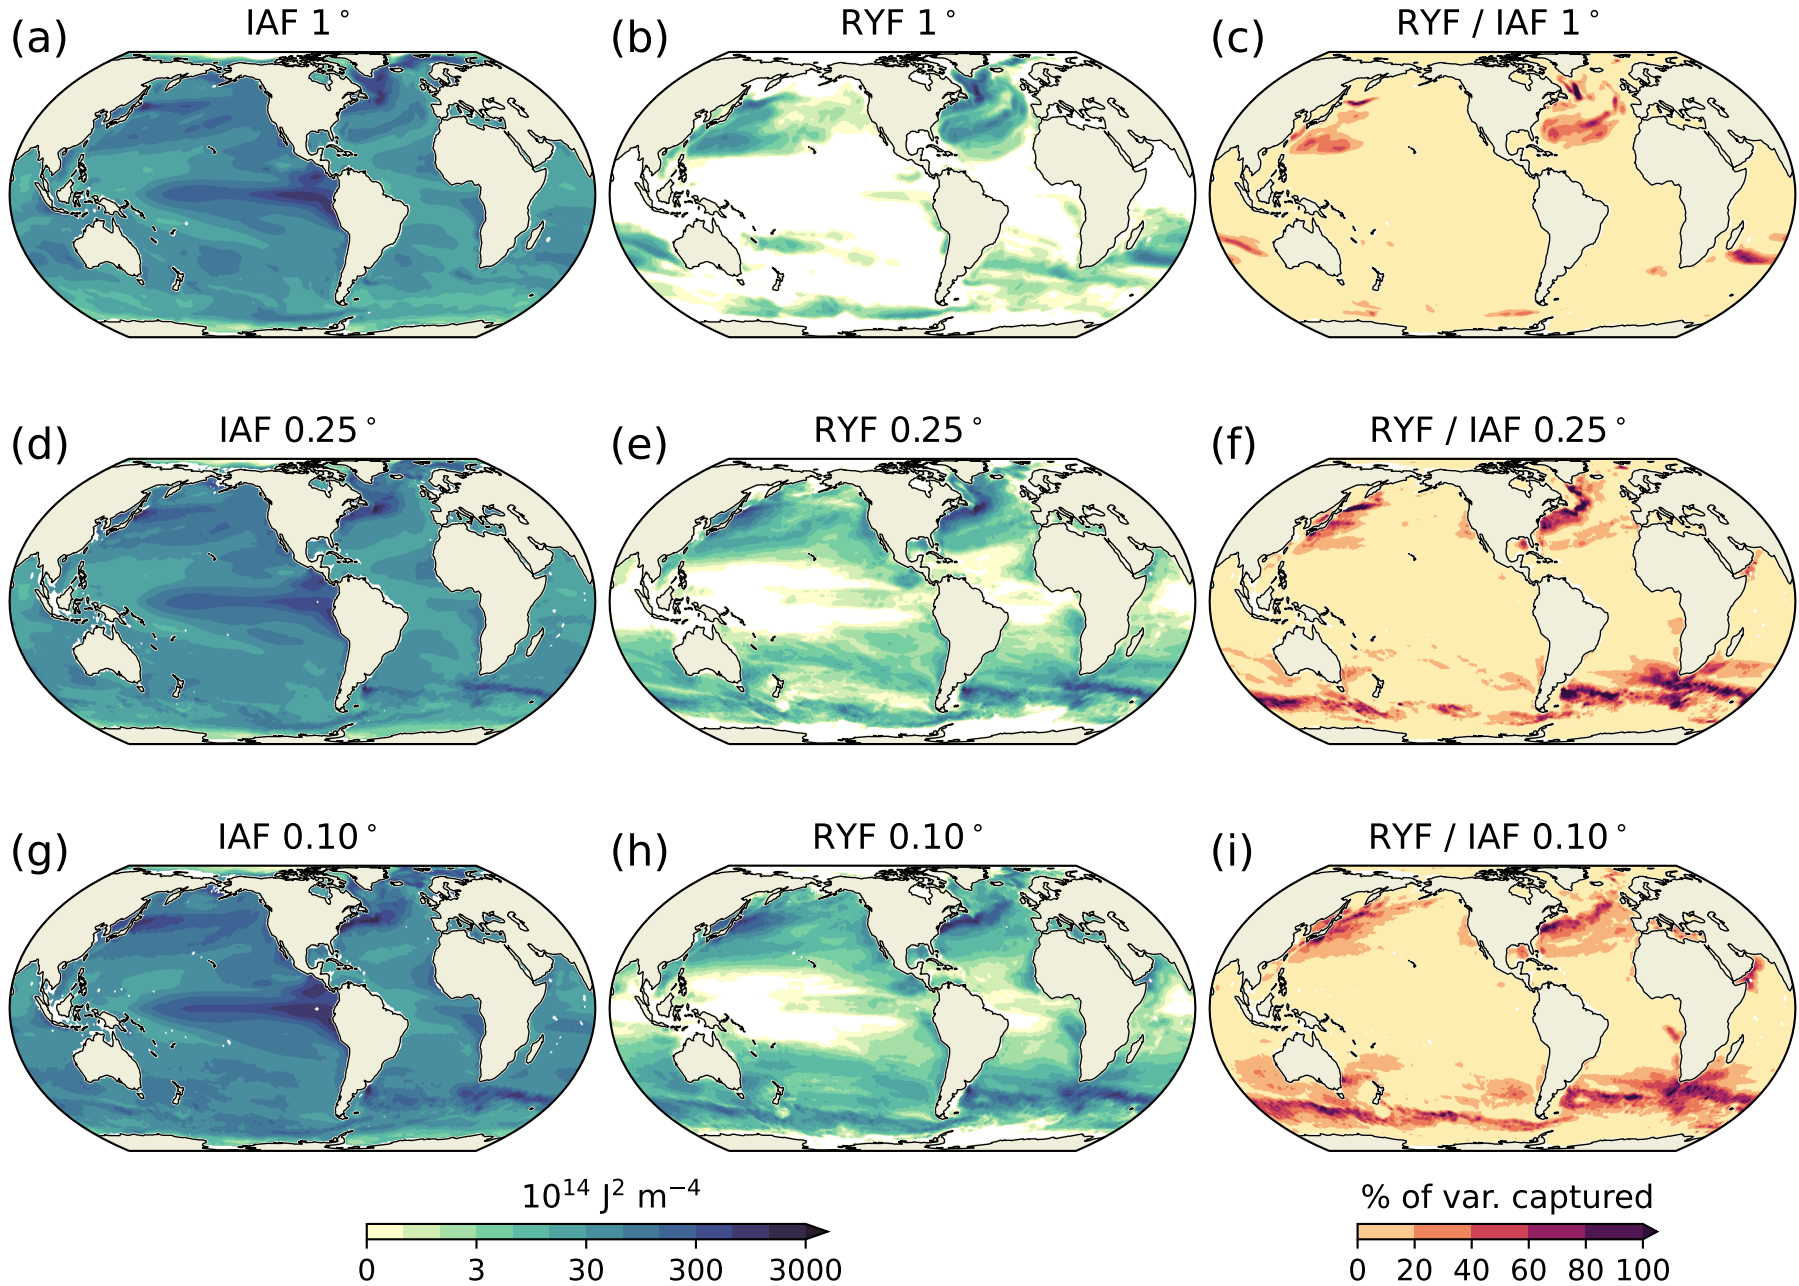 (a) IAF 1°
(b) RYF 1°
(c) RYF / IAF 1°
(d) IAF 0.25°
(e) RYF 0.25°
(f) RYF / IAF 0.25°
(g) IAF 0.10°
(h) RYF 0.10°
(i) RYF / IAF 0.10°
10¹⁴ J² m⁻⁴
0 3 30 300 3000
% of var. captured
0 20 40 60 80 100